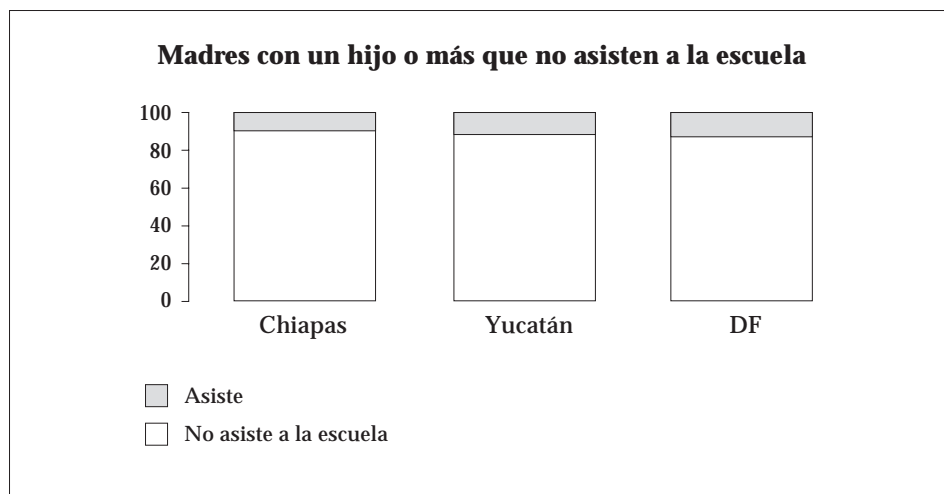 Madres con un hijo o más que no asisten a la escuela
100
80
60
40
20
0
Chiapas Yucatán DF
Asiste
No asiste a la escuela